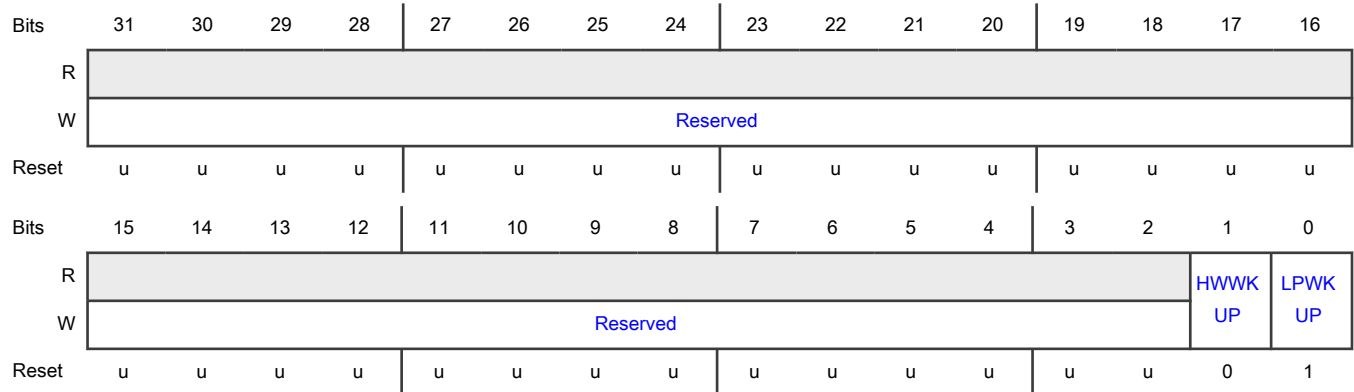 Bits 31 30 29 28 27 26 25 24 23 22 21 20 19 18 17 16
R
W Reserved
Reset u u u u u u u u u u u u u u u u
Bits 15 14 13 12 11 10 9 8 7 6 5 4 3 2 1 0
R HWWK LPWK
W Reserved UP UP
Reset u u u u u u u u u u u u u u 0 1